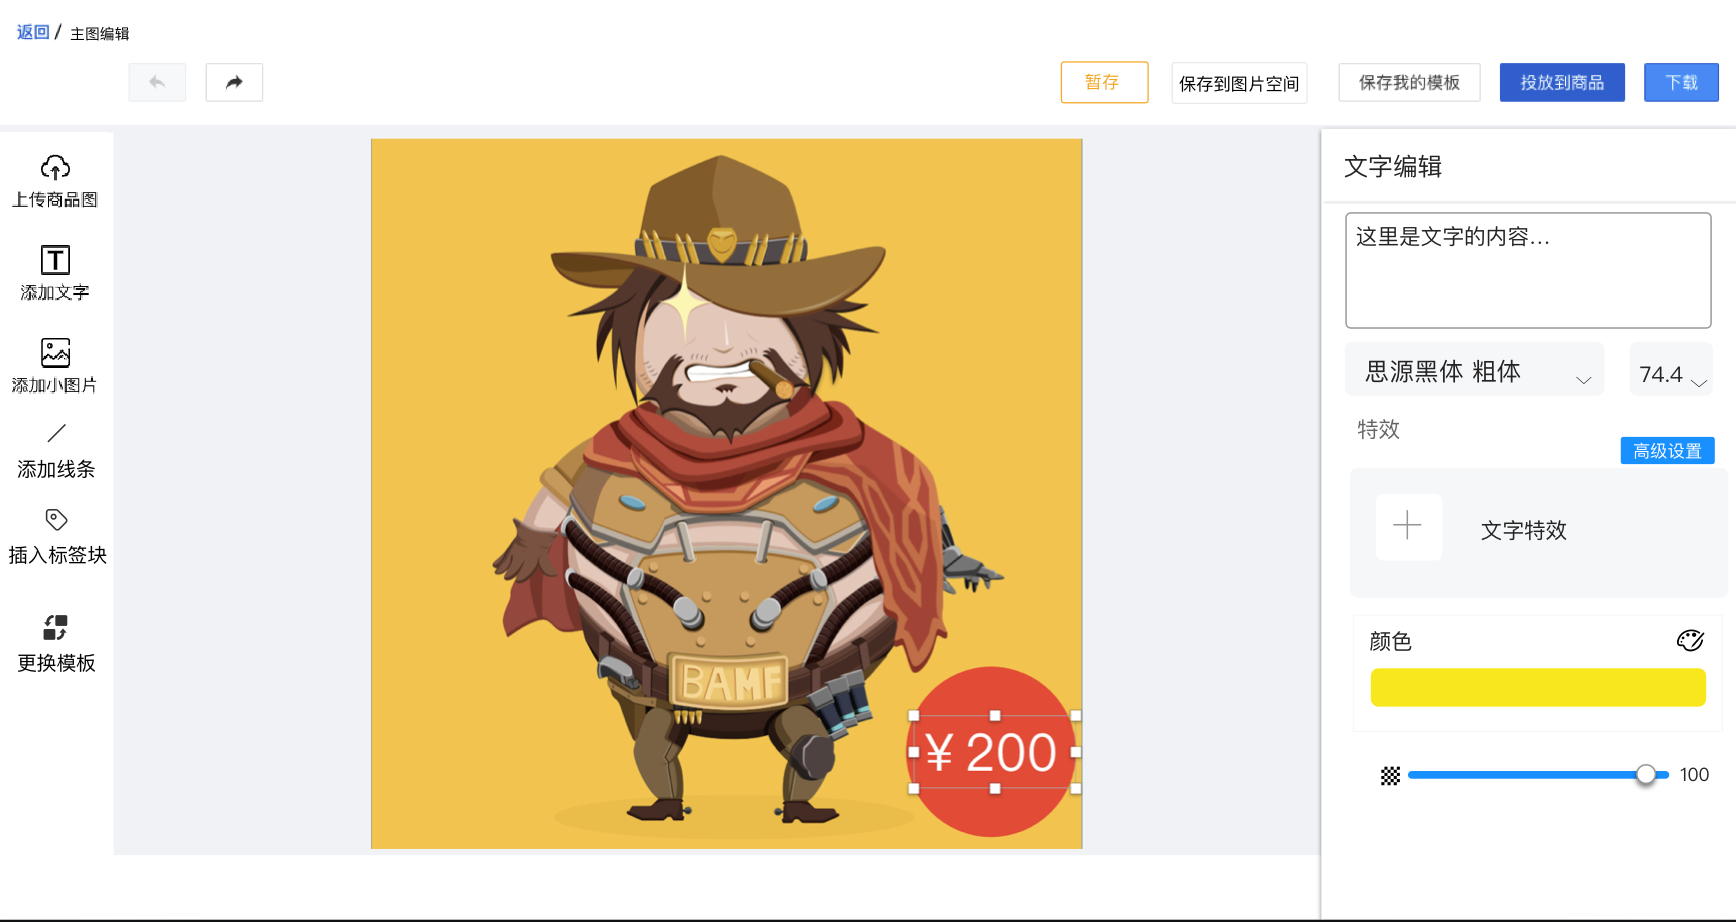 返回 / 主图编辑
暂存
保存到图片空间
保存我的模板
投放到商品
下载
上传商品图
添加文字
添加小图片
添加线条
插入标签块
更换模板
BAMF
¥ 200
文字编辑
这里是文字的内容...
思源黑体 粗体
74.4
特效
高级设置
文字特效
颜色
100